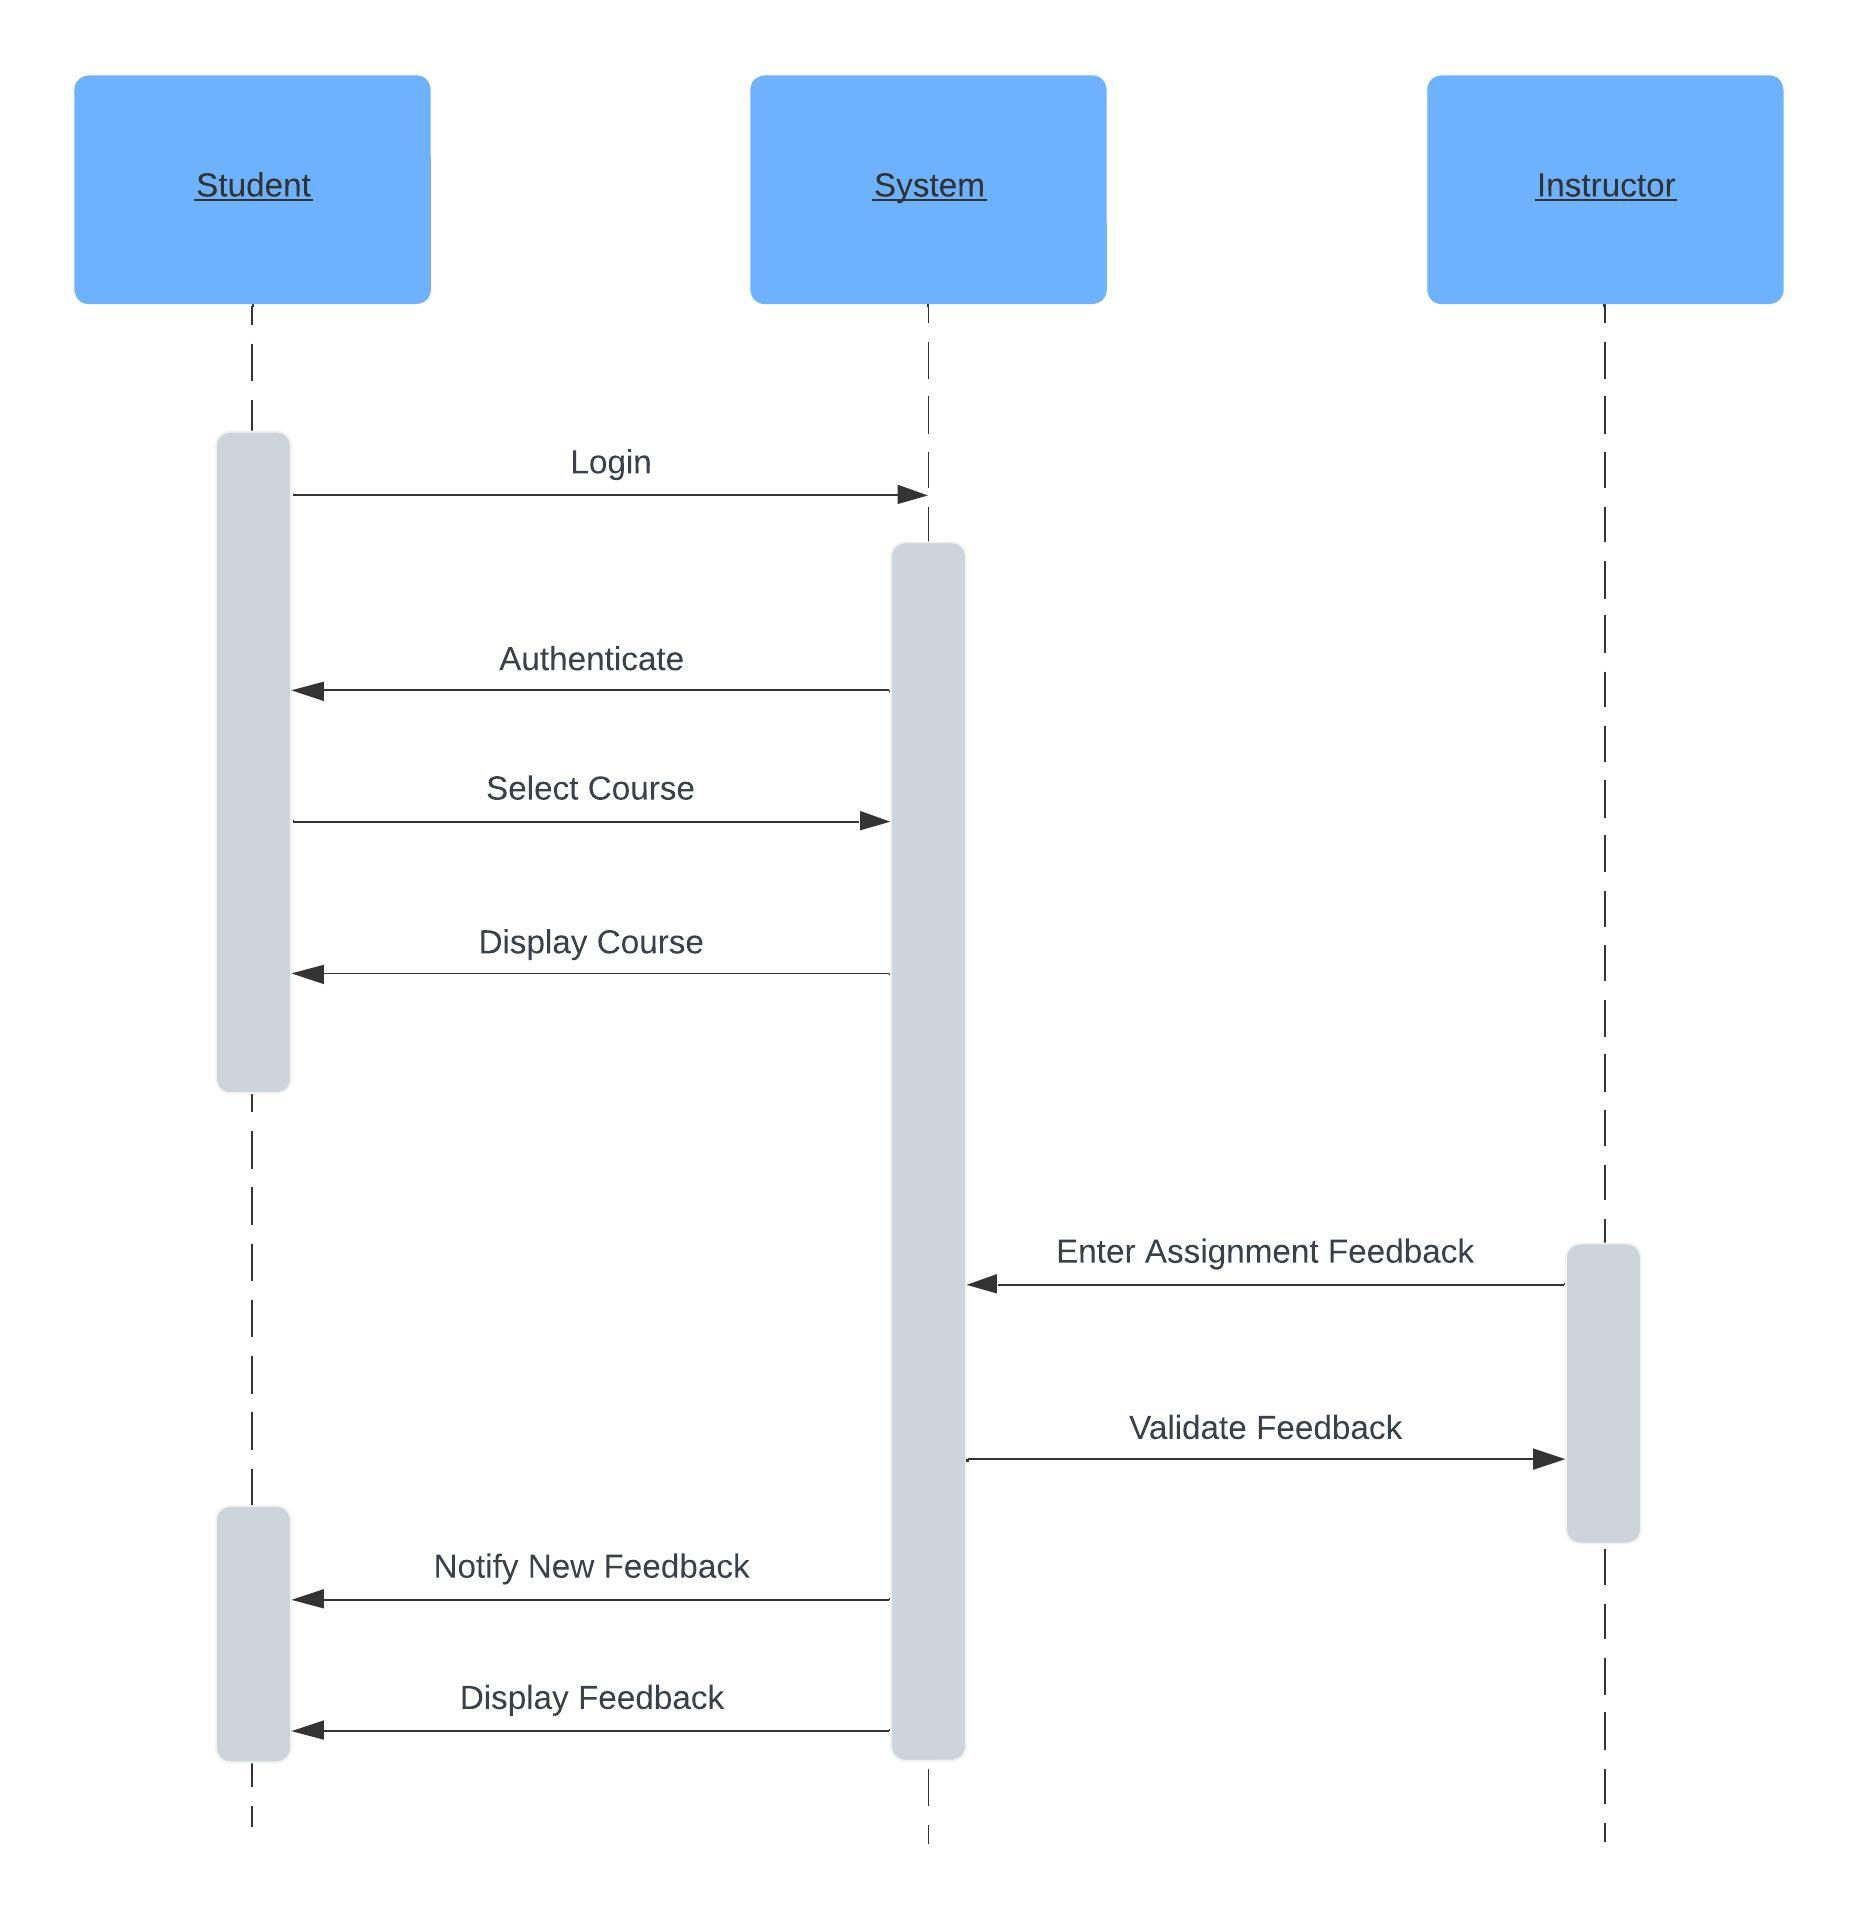 Student
System
Instructor
Login
Authenticate
Select Course
Display Course
Enter Assignment Feedback
Validate Feedback
Notify New Feedback
Display Feedback